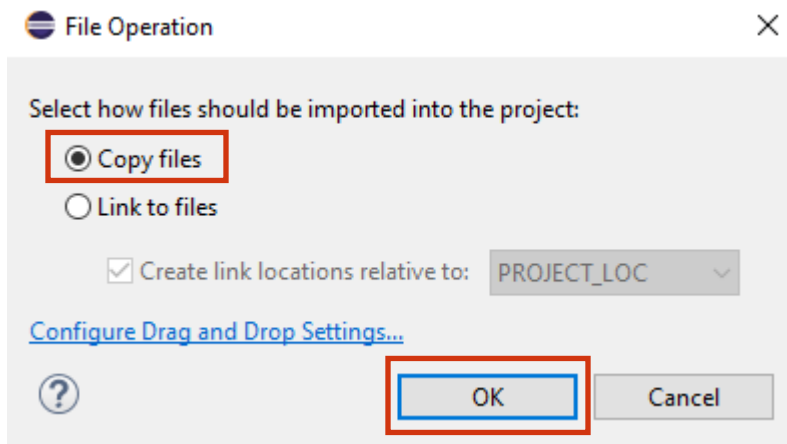 File Operation
Select how files should be imported into the project:
Copy files
Link to files
Create link locations relative to: PROJECT_LOC
Configure Drag and Drop Settings...
? OK Cancel